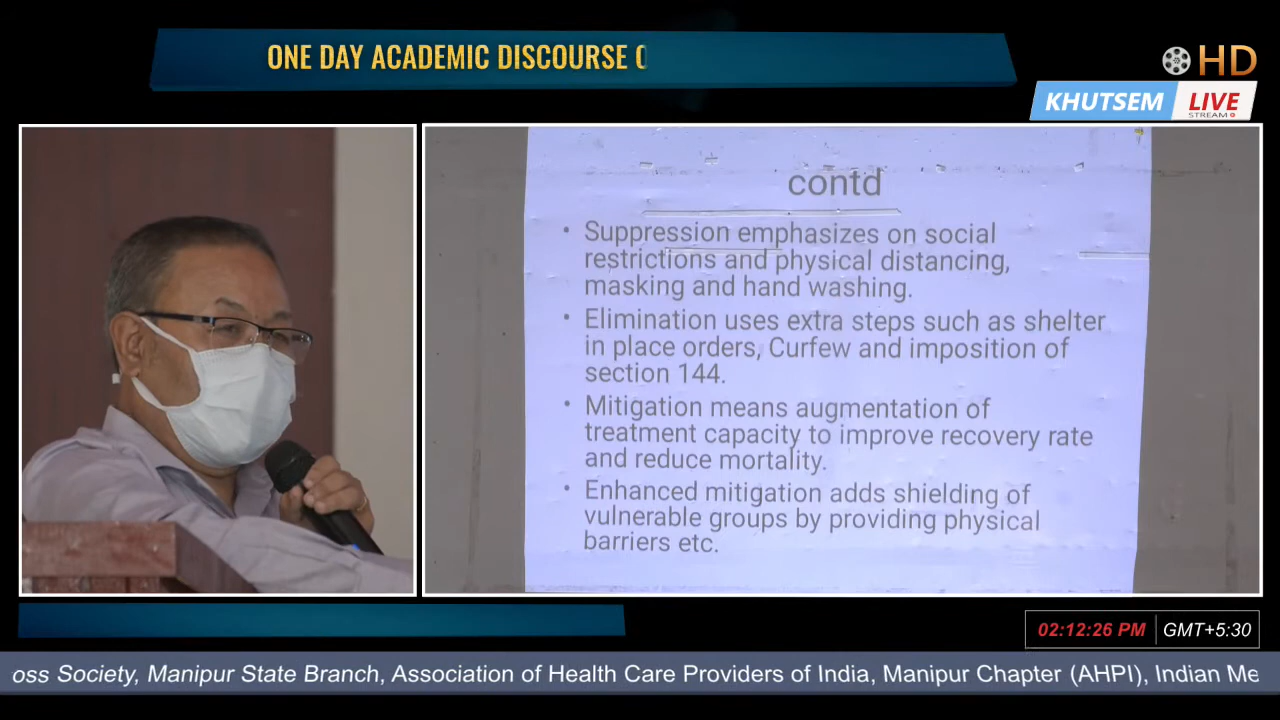 ONE DAY ACADEMIC DISCOURSE
HD
KHUTSEM LIVE
STREAM
contd
• Suppression emphasizes on social
restrictions and physical distancing,
masking and hand washing.
• Elimination uses extra steps such as shelter
in place orders, Curfew and imposition of
section 144.
• Mitigation means augmentation of
treatment capacity to improve recovery rate
and reduce mortality.
• Enhanced mitigation adds shielding of
vulnerable groups by providing physical
barriers etc.
02:12:26 PM GMT+5:30
oss Society, Manipur State Branch, Association of Health Care Providers of India, Manipur Chapter (AHPI), Indian Me